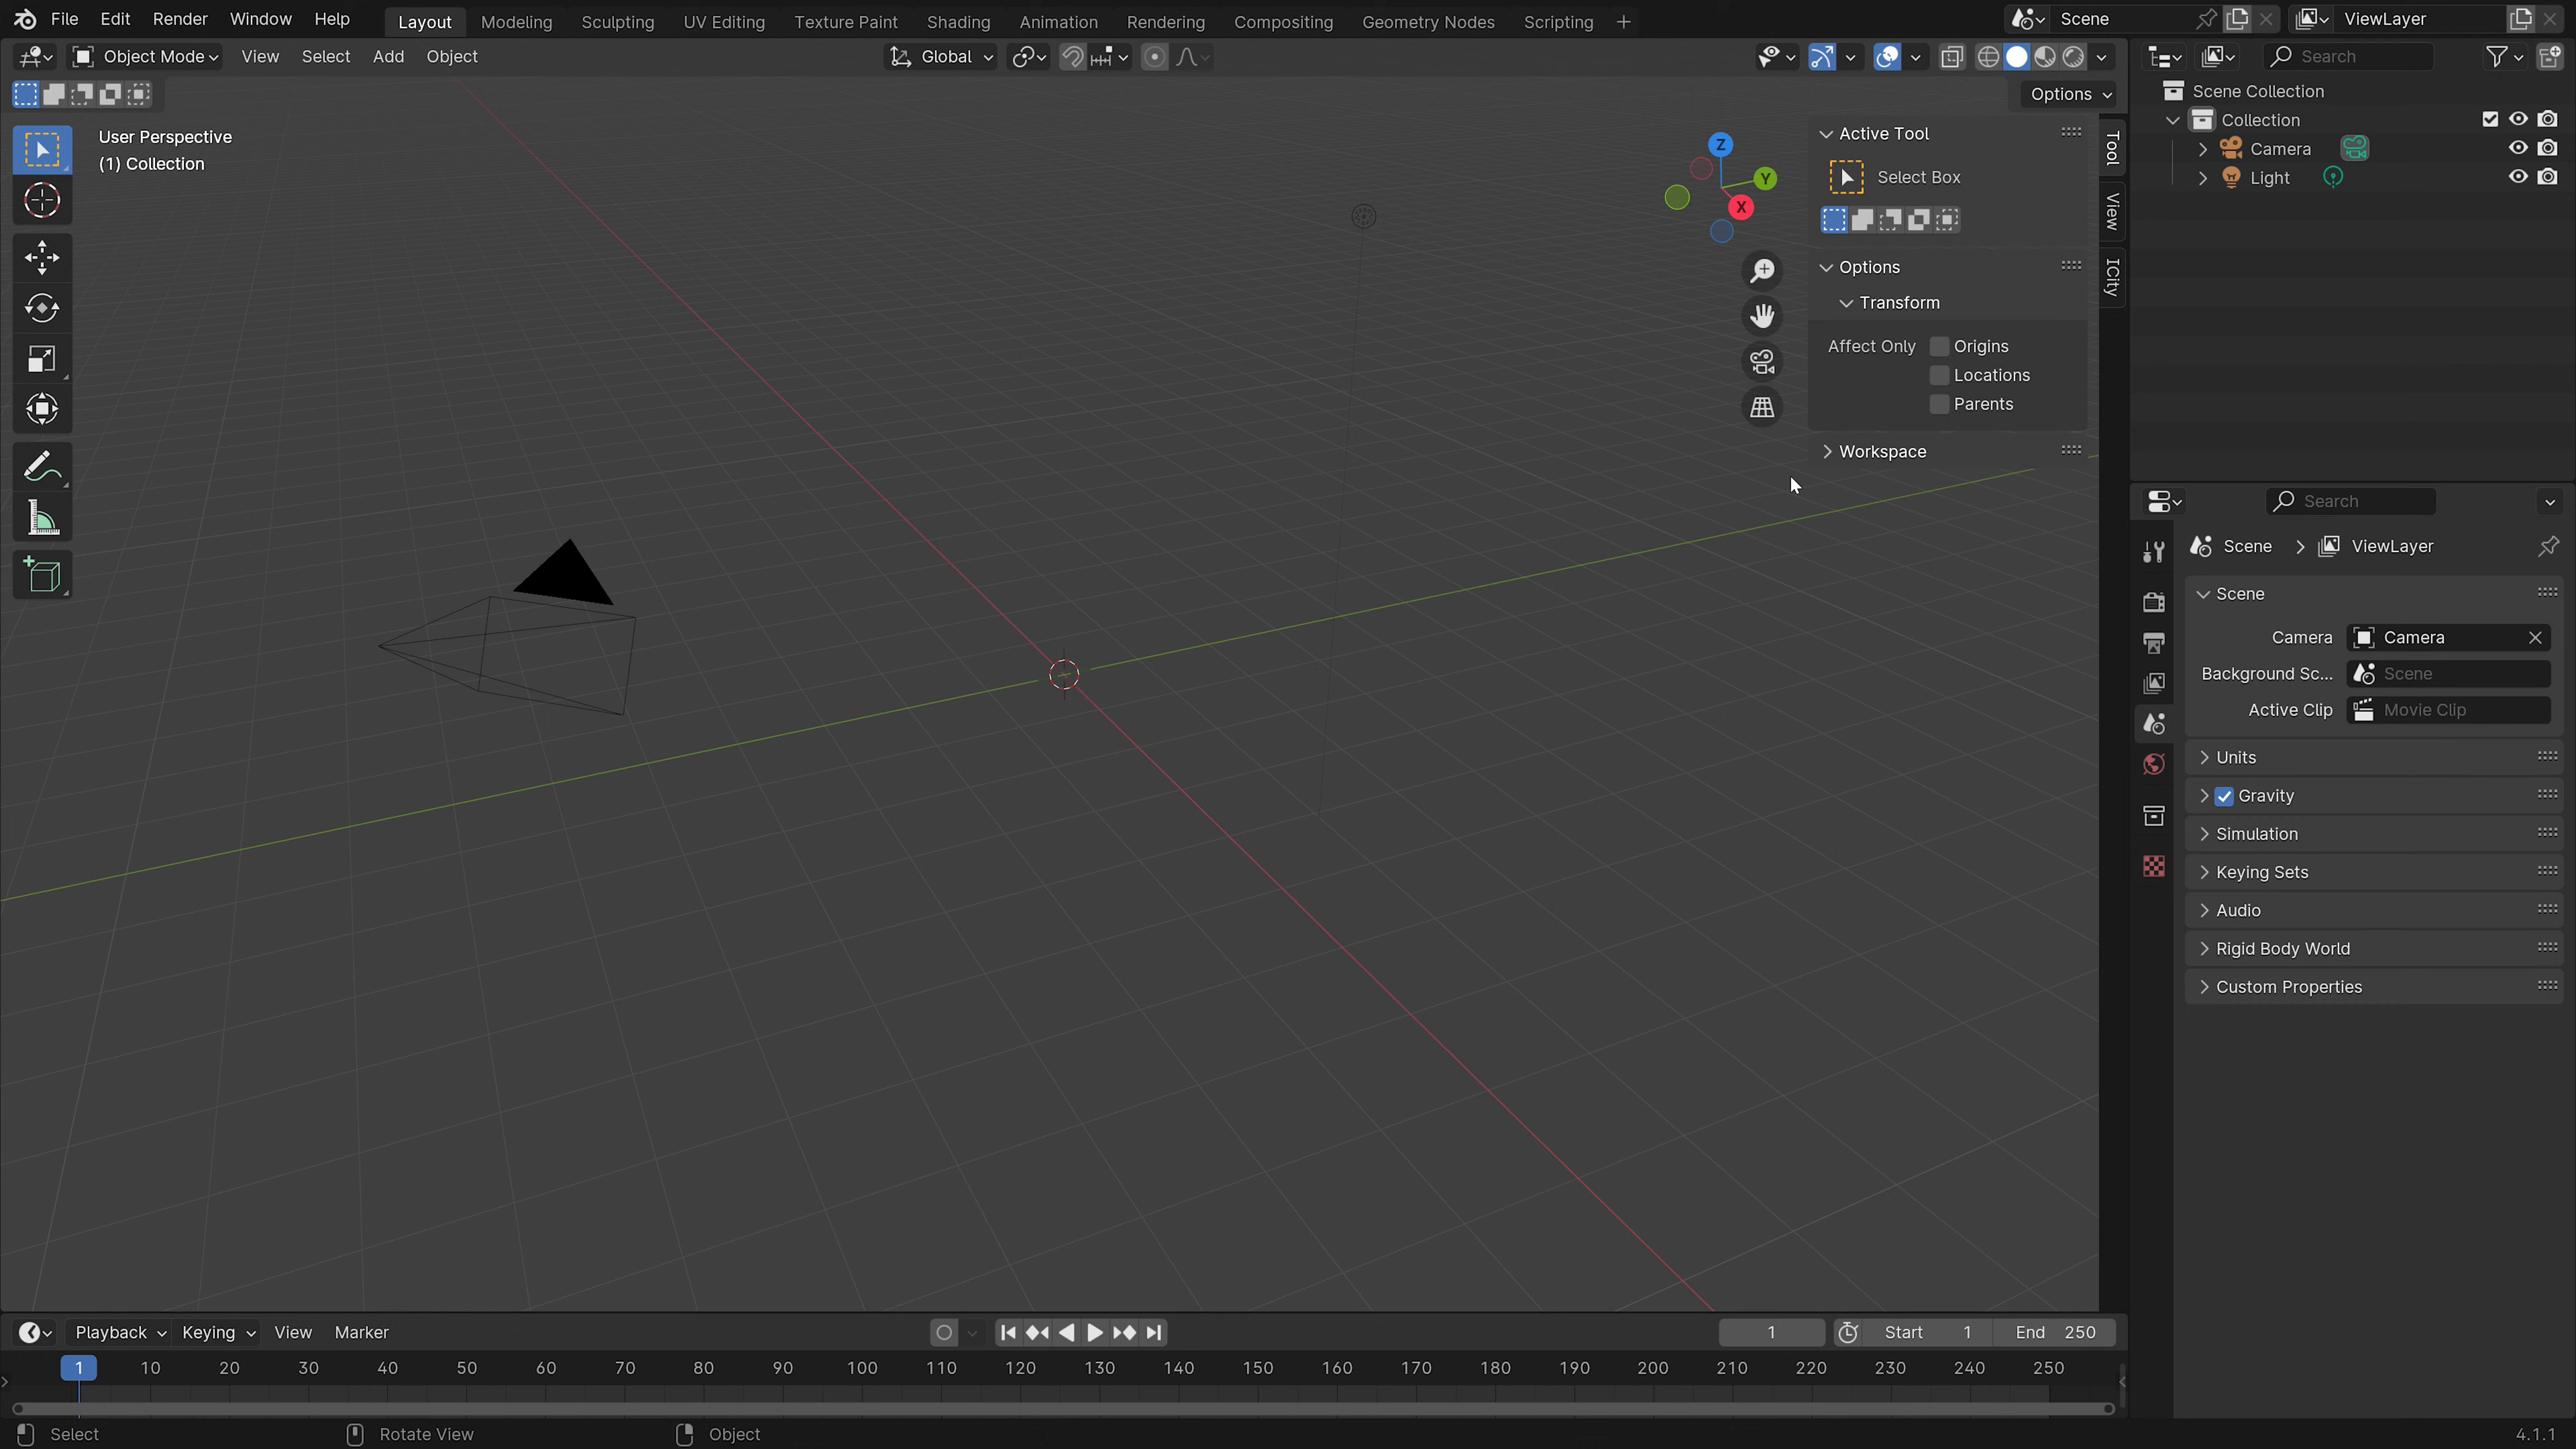 File Edit Render Window Help Layout Modeling Sculpting UV Editing Texture Paint Shading Animation Rendering Compositing Geometry Nodes Scripting Scene ViewLayer
Object Mode View Select Add Object Global Search
Options
User Perspective
(1) Collection
Z
Y
X
Active Tool
Select Box
Options
Transform
Affect Only Origins
Locations
Parents
Workspace
Tool
View
ICity
Scene Collection
Collection
Camera
Light
Search
Scene ViewLayer
Scene
Camera Camera
Background Sc... Scene
Active Clip Movie Clip
Units
Gravity
Simulation
Keying Sets
Audio
Rigid Body World
Custom Properties
Playback Keying View Marker 1 Start 1 End 250
1 10 20 30 40 50 60 70 80 90 100 110 120 130 140 150 160 170 180 190 200 210 220 230 240 250
Select Rotate View Object 4.1.1